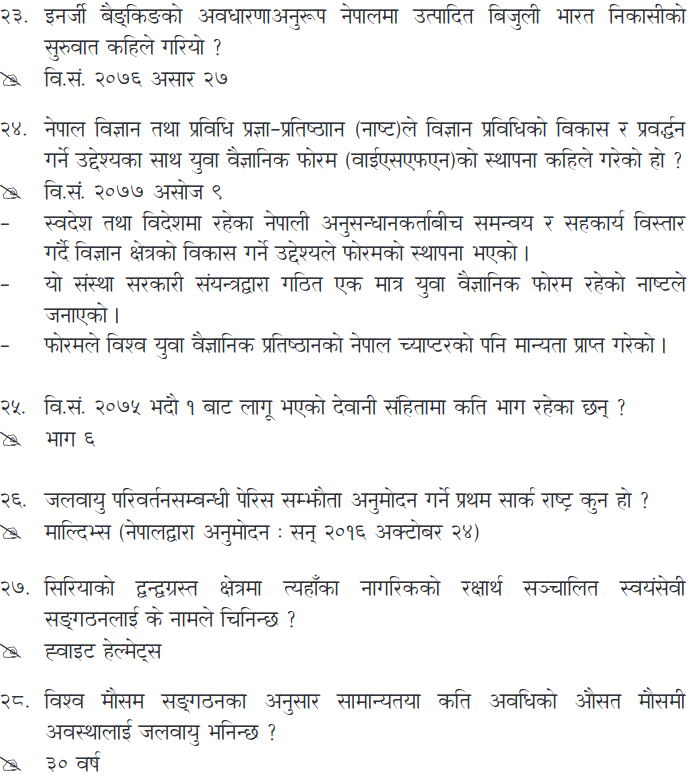 २३. इनर्जी बैङ्किङको अवधारणाअनुरूप नेपालमा उत्पादित बिजुली भारत निकासीको
सुरुवात कहिले गरियो ?
वि.सं. २०७६ असार २७
२४. नेपाल विज्ञान तथा प्रविधि प्रज्ञा-प्रतिष्ठाान (नाष्ट)ले विज्ञान प्रविधिको विकास र प्रवर्द्धन
गर्ने उद्देश्यका साथ युवा वैज्ञानिक फोरम (वाईएसएफएन)को स्थापना कहिले गरेको हो ?
वि.सं. २०७७ असोज ९
- स्वदेश तथा विदेशमा रहेका नेपाली अनुसन्धानकर्ताबीच समन्वय र सहकार्य विस्तार
गर्दै विज्ञान क्षेत्रको विकास गर्ने उद्देश्यले फोरमको स्थापना भएको ।
- यो संस्था सरकारी संयन्त्रद्वारा गठित एक मात्र युवा वैज्ञानिक फोरम रहेको नाष्टले
जनाएको ।
- फोरमले विश्व युवा वैज्ञानिक प्रतिष्ठानको नेपाल च्याप्टरको पनि मान्यता प्राप्त गरेको ।
२५. वि.सं. २०७५ भदौ १ बाट लागू भएको देवानी संहितामा कति भाग रहेका छन् ?
भाग ६
२६. जलवायु परिवर्तनसम्बन्धी पेरिस सम्झौता अनुमोदन गर्ने प्रथम सार्क राष्ट्र कुन हो ?
माल्दिभ्स (नेपालद्वारा अनुमोदन : सन् २०१६ अक्टोबर २४)
२७. सिरियाको द्वन्द्वग्रस्त क्षेत्रमा त्यहाँका नागरिकको रक्षार्थ सञ्चालित स्वयंसेवी
सङ्गठनलाई के नामले चिनिन्छ ?
ह्वाइट हेल्मेट्स
२८. विश्व मौसम सङ्गठनका अनुसार सामान्यतया कति अवधिको औसत मौसमी
अवस्थालाई जलवायु भनिन्छ ?
३० वर्ष